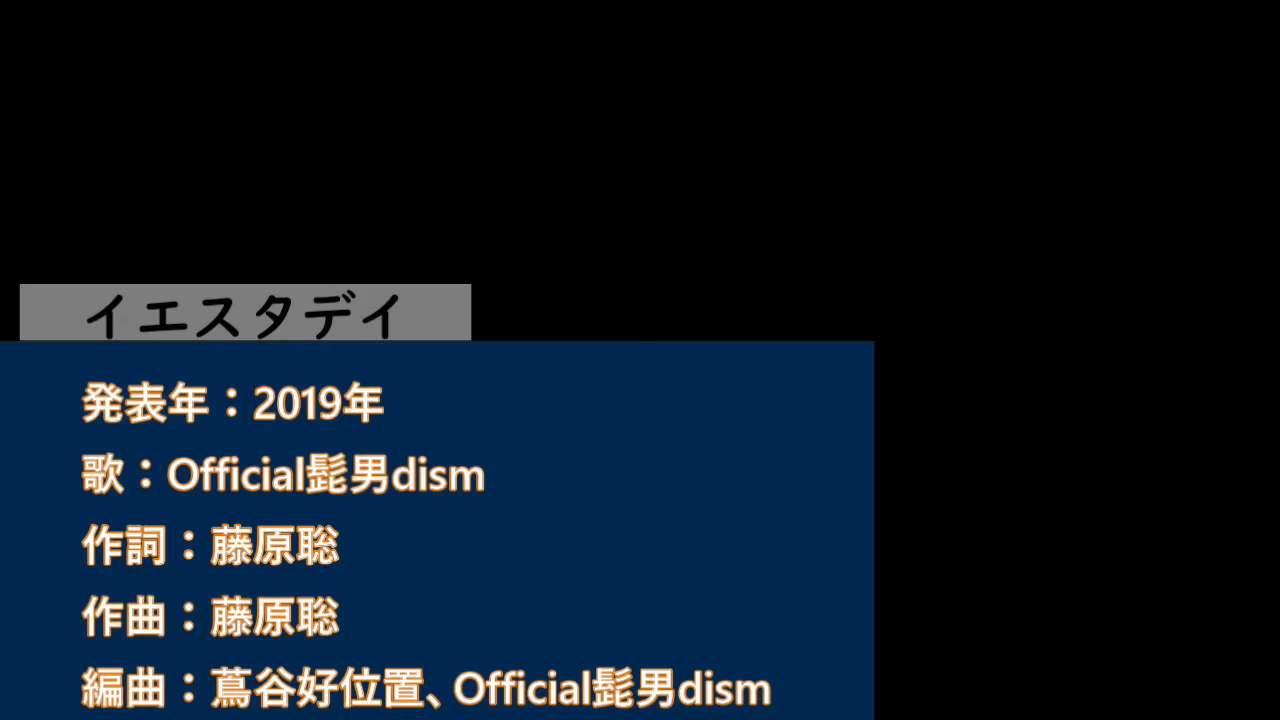 イエスタデイ
発表年：2019年
歌：Official髭男dism
作詞：藤原聡
作曲：藤原聡
編曲：蔦谷好位置、Official髭男dism